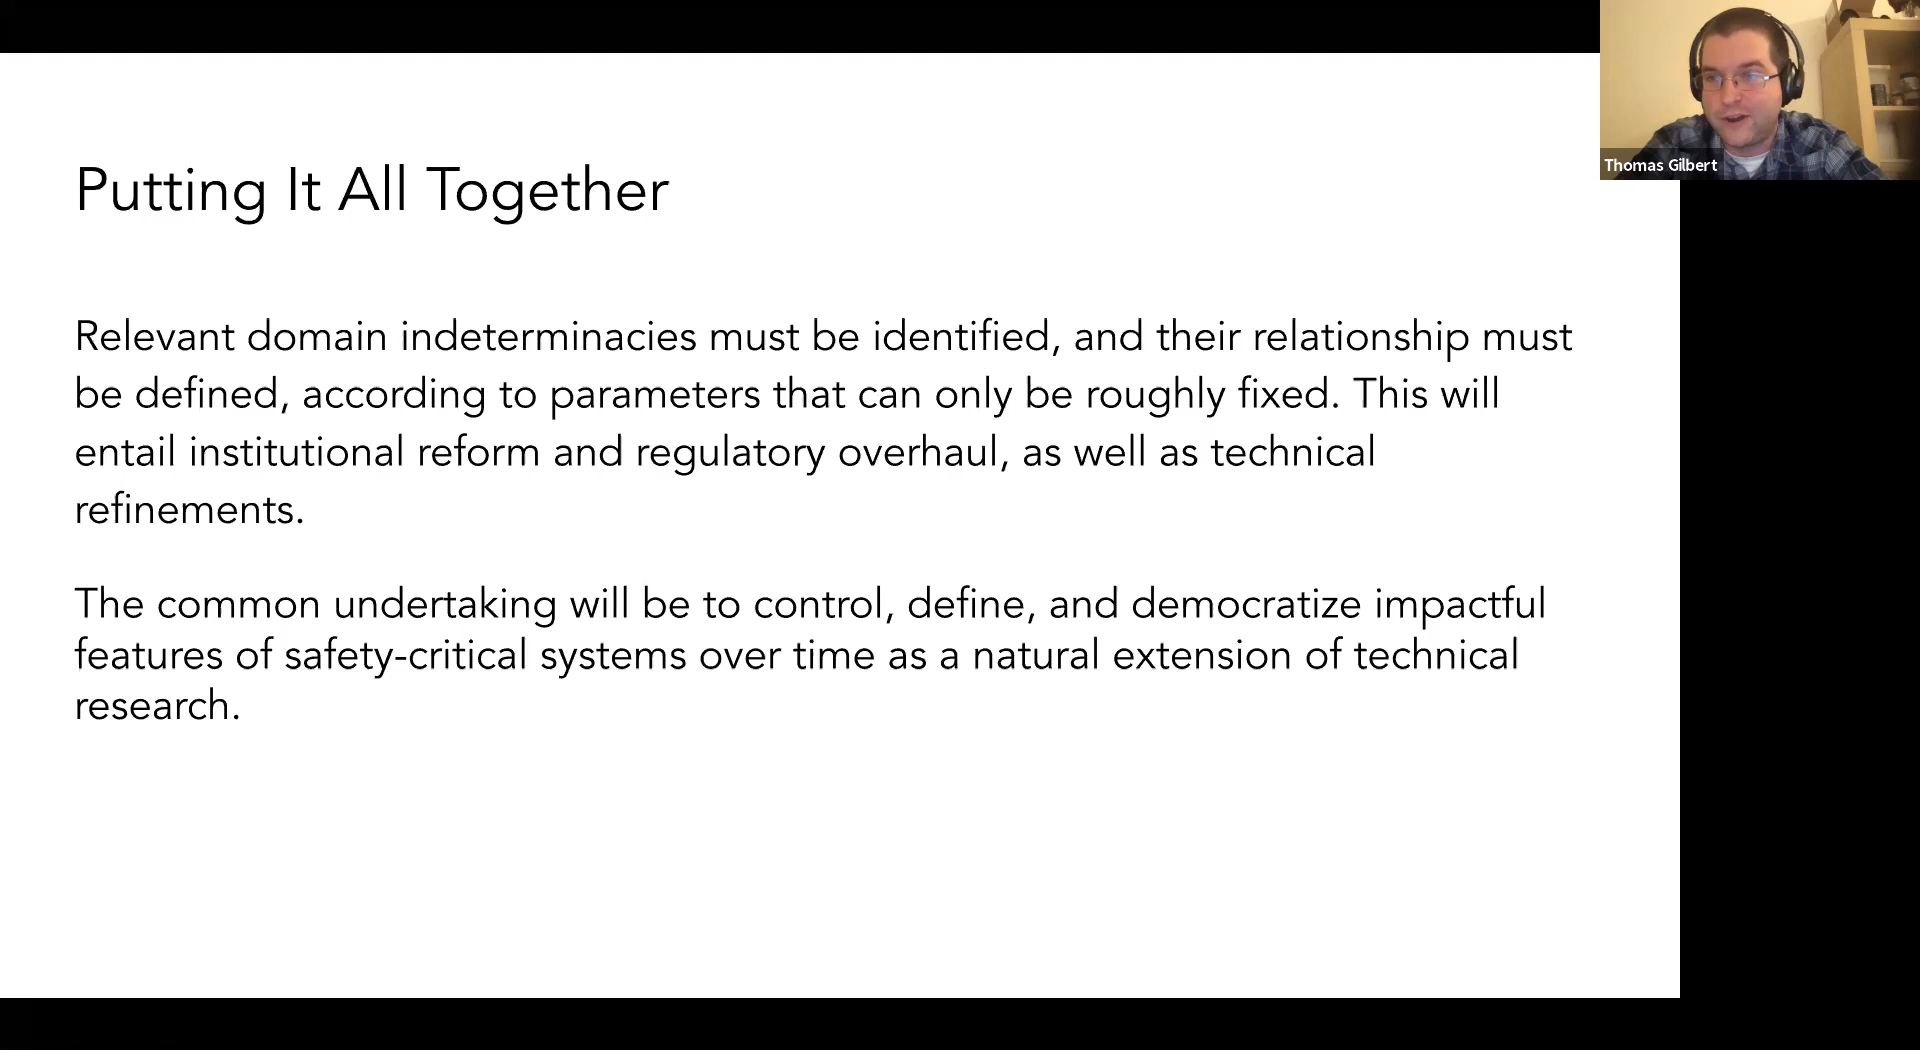 Putting It All Together
Thomas Gilbert
Relevant domain indeterminacies must be identified, and their relationship must
be defined, according to parameters that can only be roughly fixed. This will
entail institutional reform and regulatory overhaul, as well as technical
refinements.
The common undertaking will be to control, define, and democratize impactful
features of safety-critical systems over time as a natural extension of technical
research.